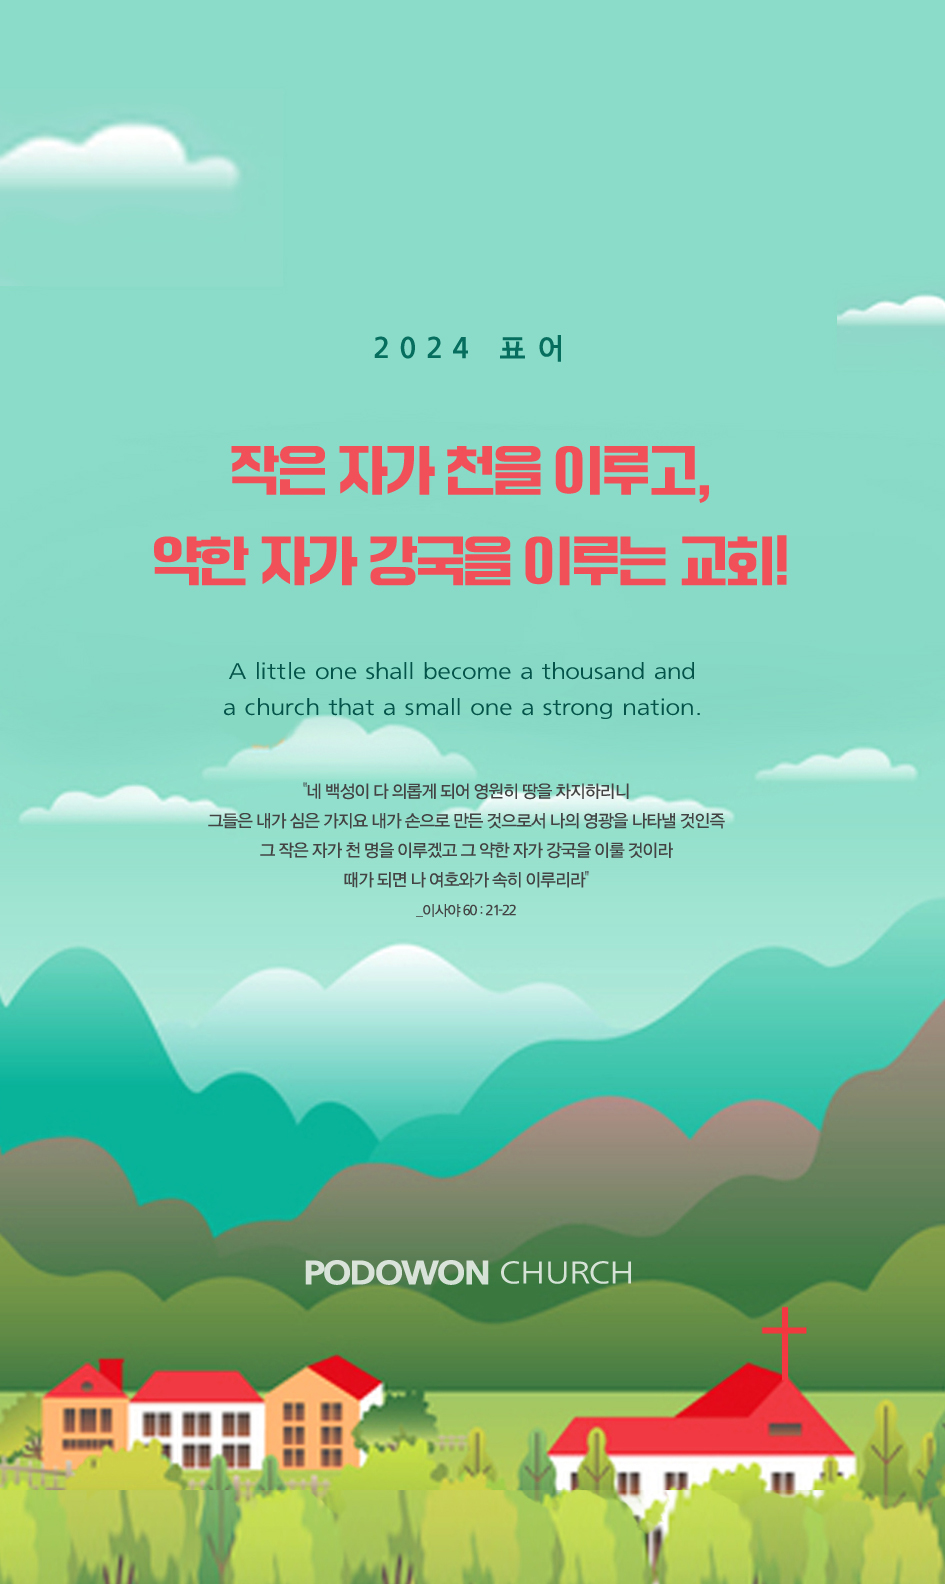 2024 표어
작은 자가 천을 이루고,
약한 자가 강국을 이루는 교회!
A little one shall become a thousand and
a church that a small one a strong nation.
"네 백성이 다 의롭게 되어 영원히 땅을 차지하리니
그들은 내가 심은 가지요 내가 손으로 만든 것으로서 나의 영광을 나타낼 것인즉
그 작은 자가 천 명을 이루겠고 그 약한 자가 강국을 이룰 것이라
때가 되면 나 여호와가 속히 이루리라"
_이사야 60 : 21-22
PODOWON CHURCH